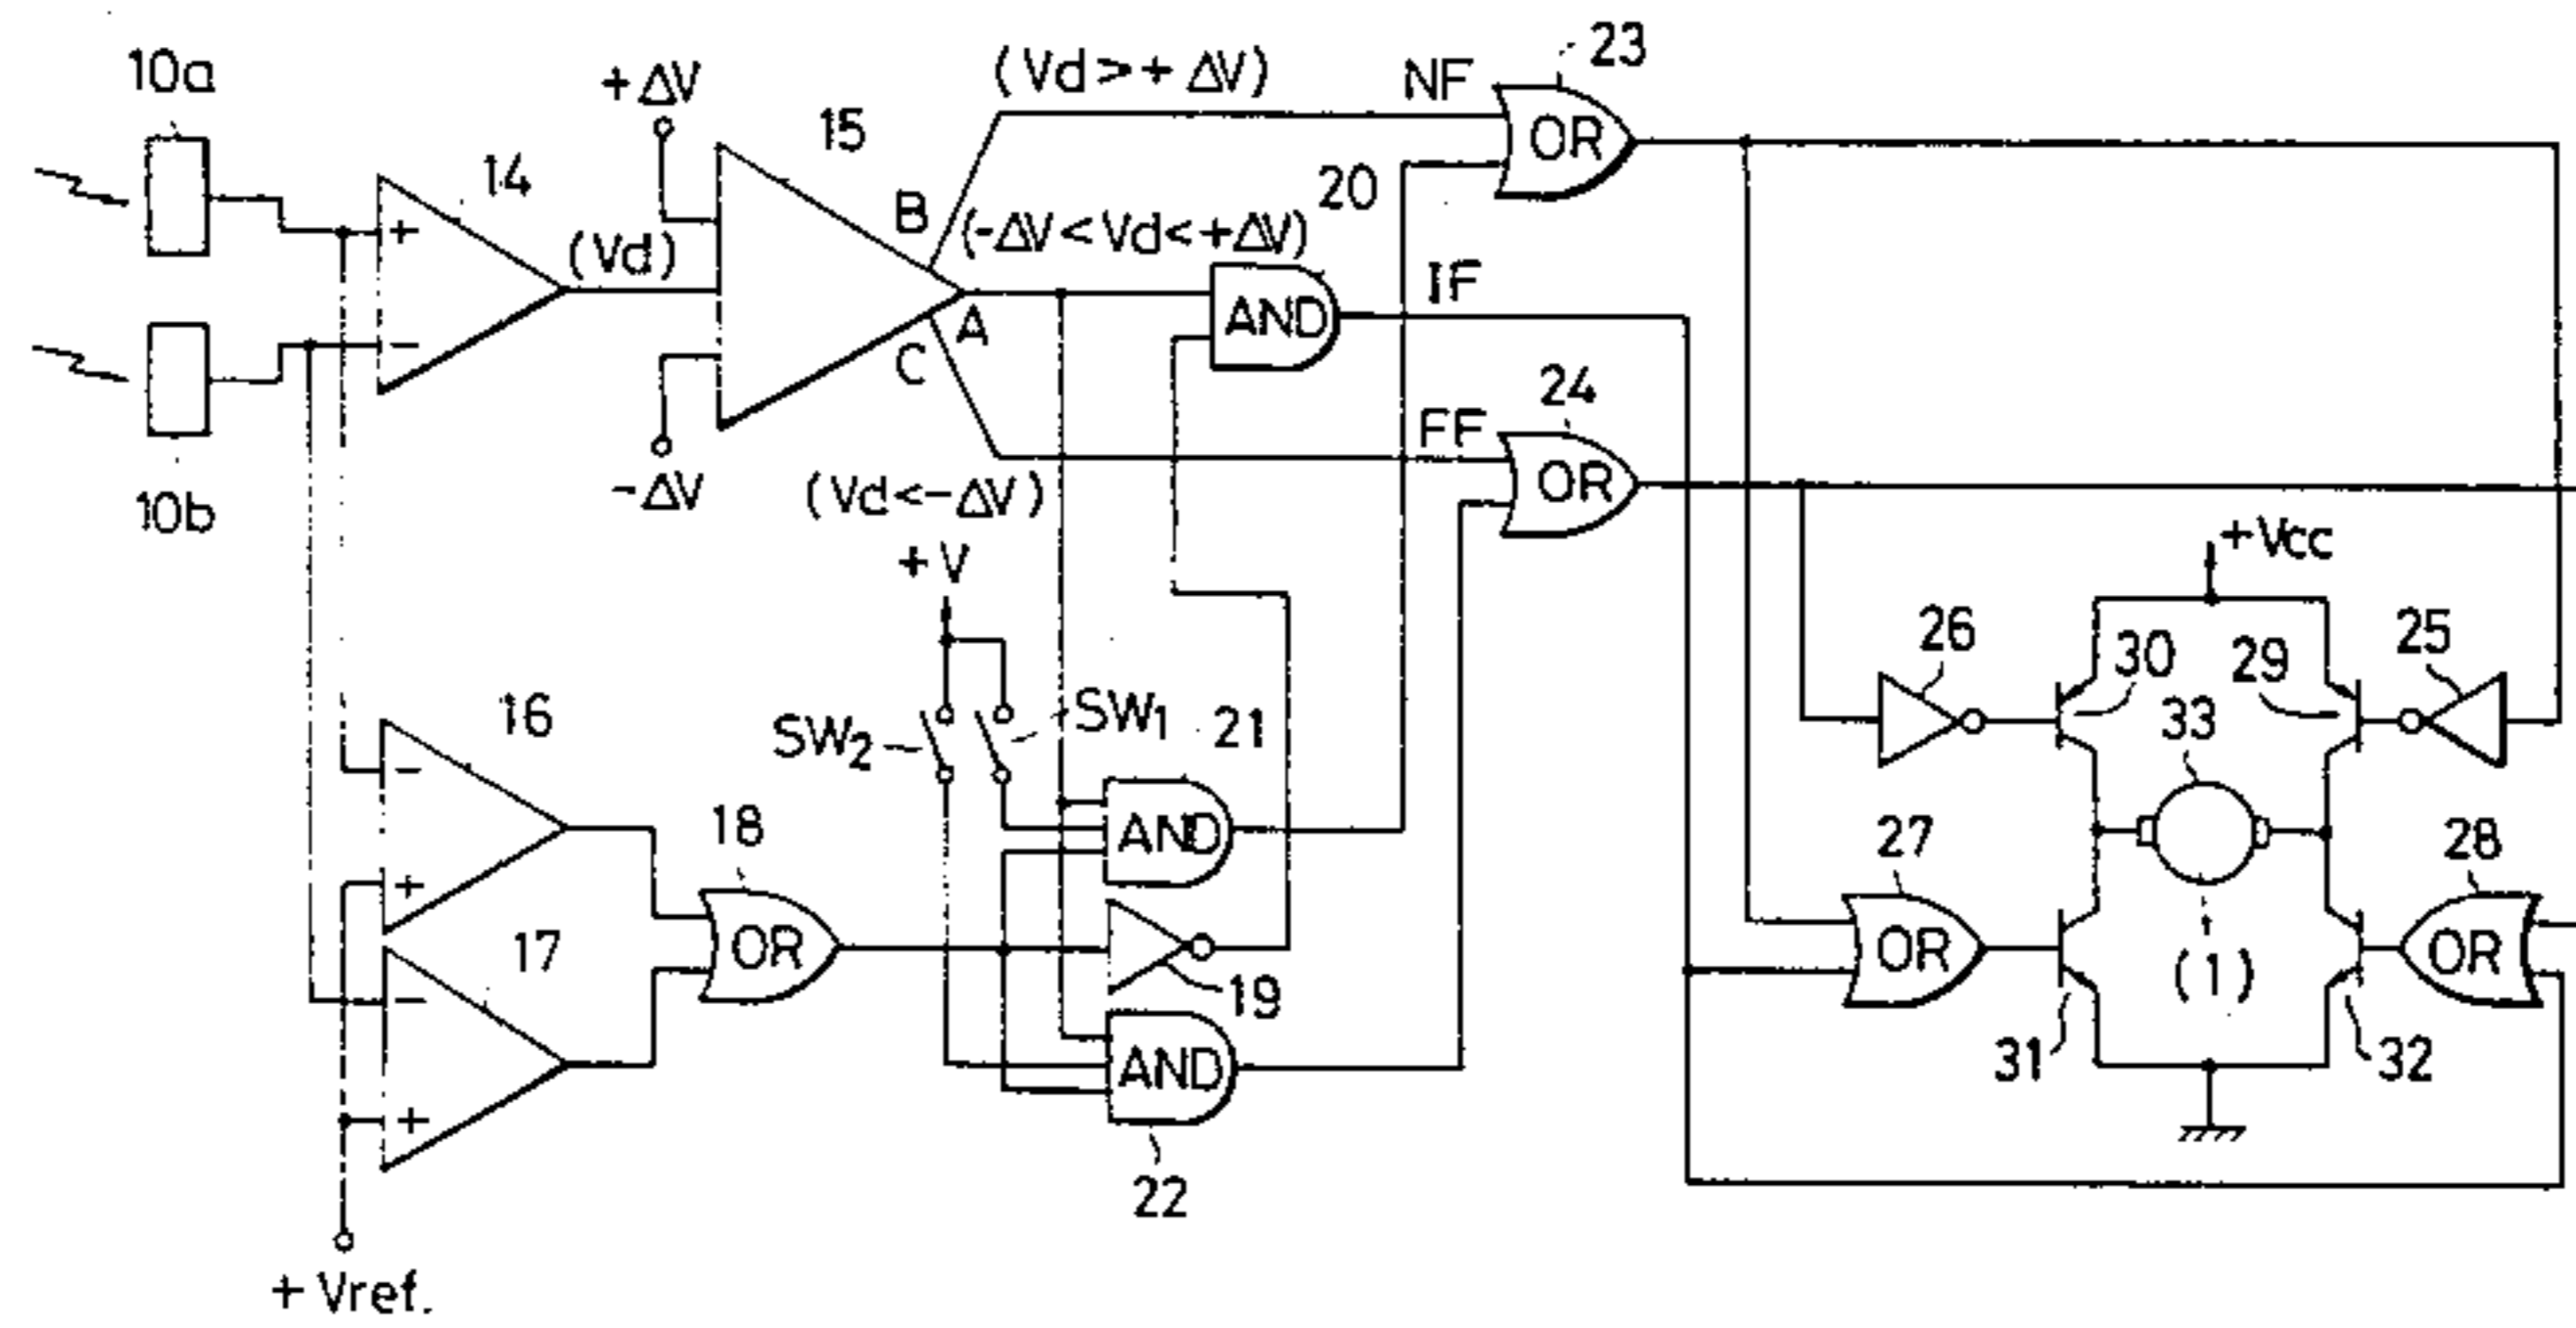 10a
10b
+
−
14
(Vd)
+ΔV
-ΔV
15
B
A
C
(Vd>+ΔV)
(-ΔV<Vd<+ΔV)
(Vd<-ΔV)
NF
OR
23
20
AND
IF
FF
OR
24
+V
SW2
SW1
21
AND
16
−
+
17
−
+
+Vref.
18
OR
19
AND
22
+Vcc
26
30
29
25
33
(1)
27
OR
28
OR
31
32